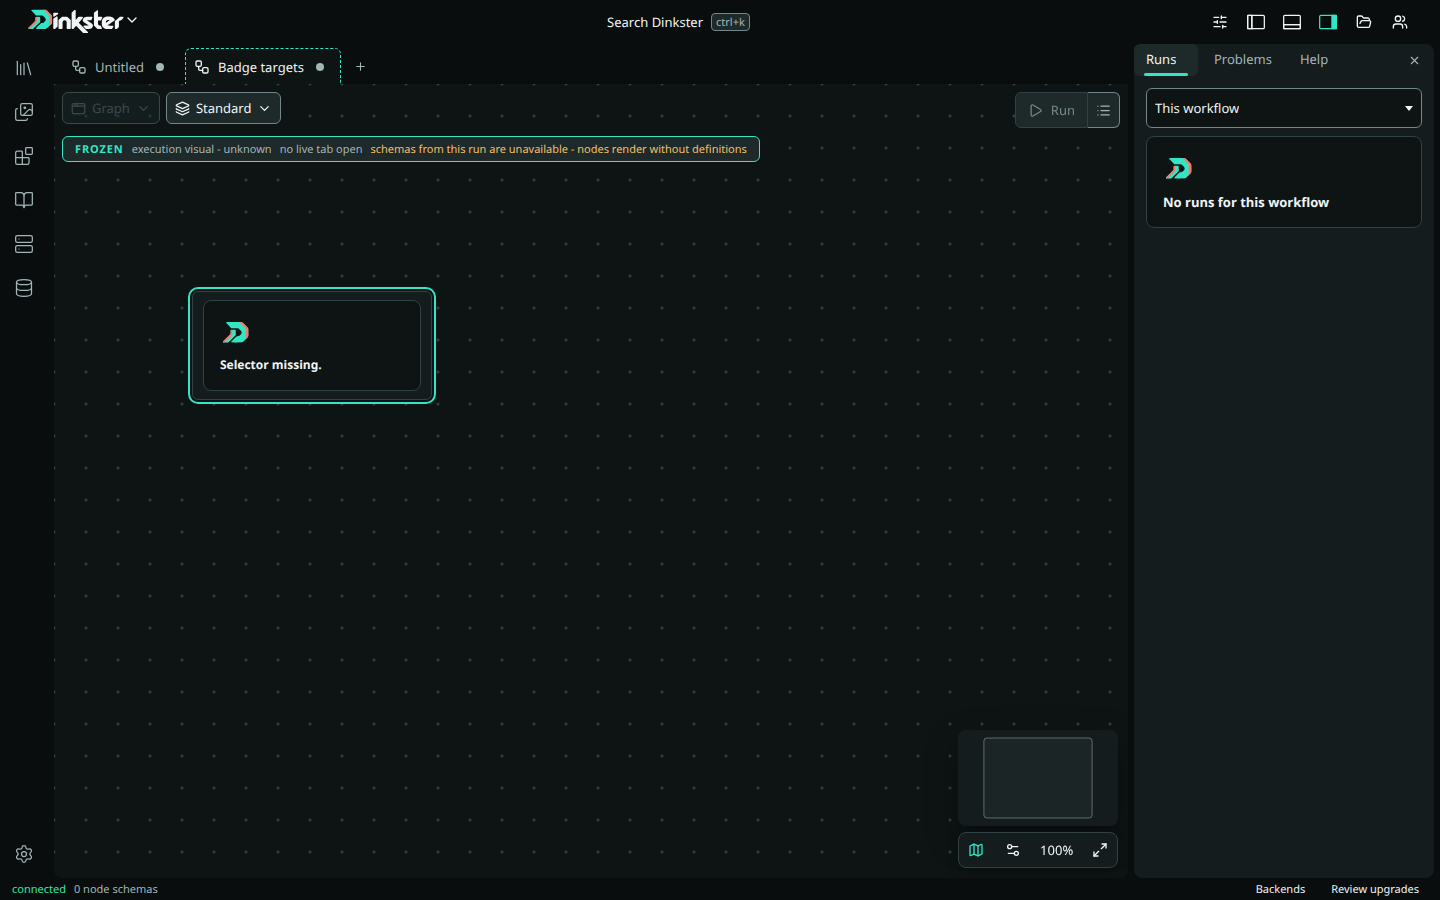 Dinkster
Search Dinkster ctrl+k
Untitled
Badge targets
Graph
Standard
Run
FROZEN execution visual - unknown no live tab open schemas from this run are unavailable - nodes render without definitions
Selector missing.
100%
Runs
Problems
Help
This workflow
No runs for this workflow
connected 0 node schemas
Backends
Review upgrades